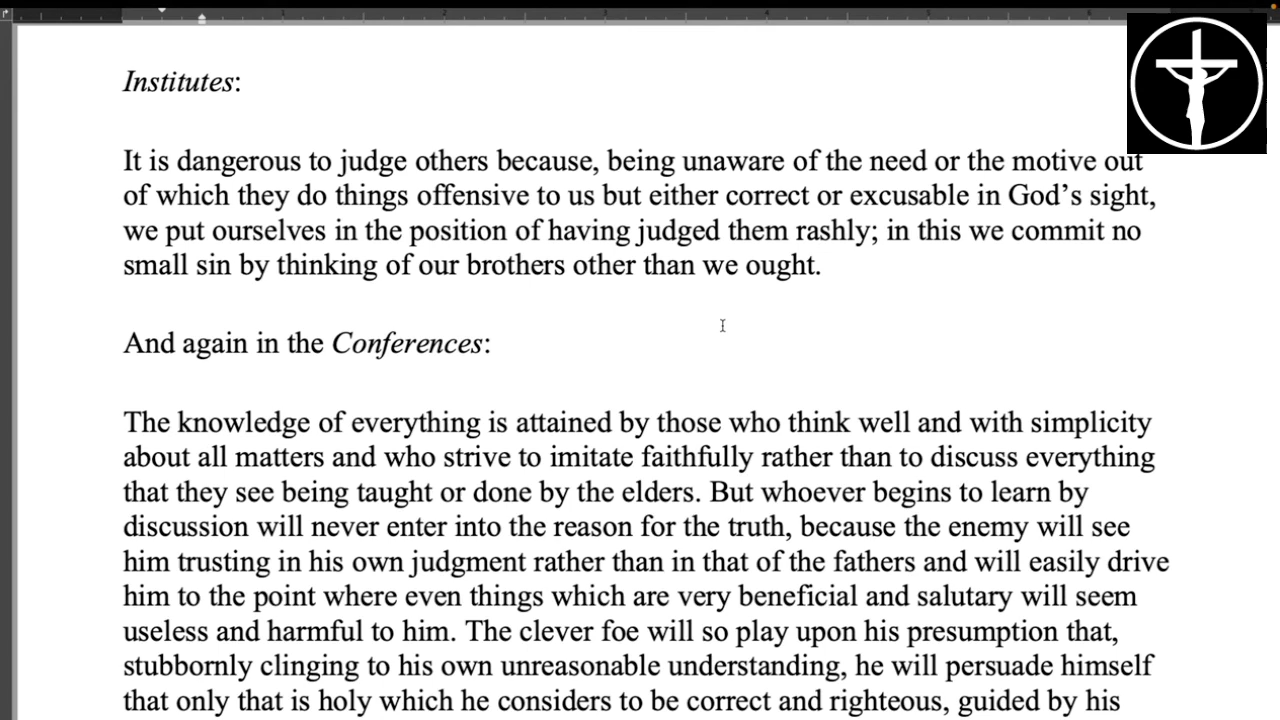 Institutes:
It is dangerous to judge others because, being unaware of the need or the motive out
of which they do things offensive to us but either correct or excusable in God’s sight,
we put ourselves in the position of having judged them rashly; in this we commit no
small sin by thinking of our brothers other than we ought.
And again in the Conferences:
The knowledge of everything is attained by those who think well and with simplicity
about all matters and who strive to imitate faithfully rather than to discuss everything
that they see being taught or done by the elders. But whoever begins to learn by
discussion will never enter into the reason for the truth, because the enemy will see
him trusting in his own judgment rather than in that of the fathers and will easily drive
him to the point where even things which are very beneficial and salutary will seem
useless and harmful to him. The clever foe will so play upon his presumption that,
stubbornly clinging to his own unreasonable understanding, he will persuade himself
that only that is holy which he considers to be correct and righteous, guided by his